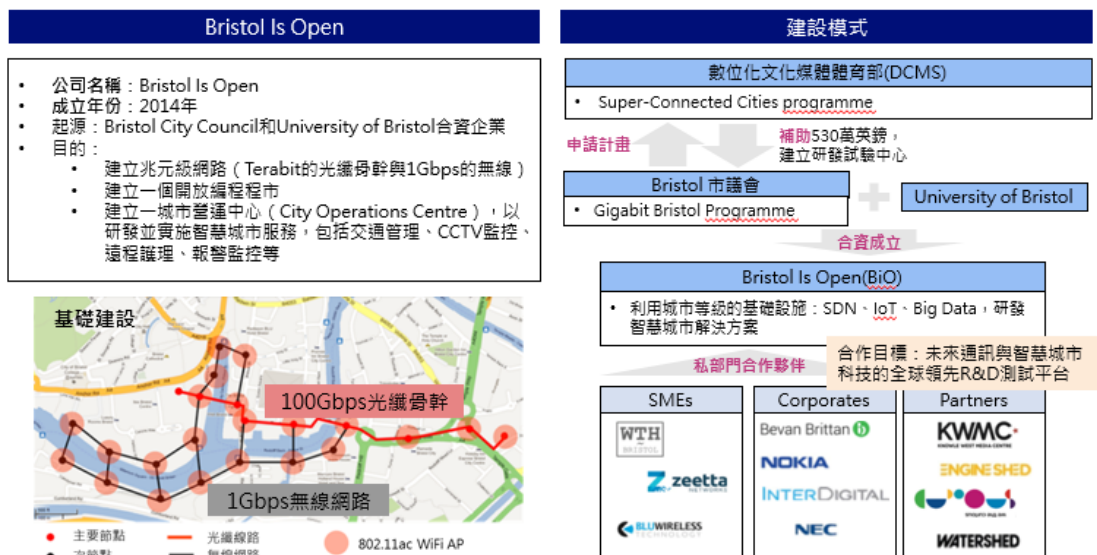 Bristol Is Open
• 公司名稱：Bristol Is Open
• 成立年份：2014年
• 起源：Bristol City Council和University of Bristol合資企業
• 目的：
• 建立兆元級網路（Terabit的光纖骨幹與1Gbps的無線）
• 建立一個開放編程程市
• 建立一城市營運中心（City Operations Centre），以
研發並實施智慧城市服務，包括交通管理、CCTV監控、
遠程護理、報警監控等
基礎建設
100Gbps光纖骨幹
1Gbps無線網路
主要節點
光纖線路
802.11ac WiFi AP
次節點
無線網路
建設模式
數位化文化媒體體育部(DCMS)
• Super-Connected Cities programme
申請計畫
補助530萬英鎊，
建立研發試驗中心
Bristol 市議會
• Gigabit Bristol Programme
University of Bristol
合資成立
Bristol Is Open(BiO)
• 利用城市等級的基礎設施：SDN、IoT、Big Data，研發
智慧城市解決方案
私部門合作夥伴
合作目標：未來通訊與智慧城市
科技的全球領先R&D測試平台
SMEs
WTH
BRISTOL
zeetta
NETWORKS
BLUWIRELESS
TECHNOLOGY
Corporates
Bevan Brittan
NOKIA
INTERDIGITAL
NEC
Partners
KWMC
KNOWLE WEST MEDIA CENTRE
ENGINE SHED
WATERSHED